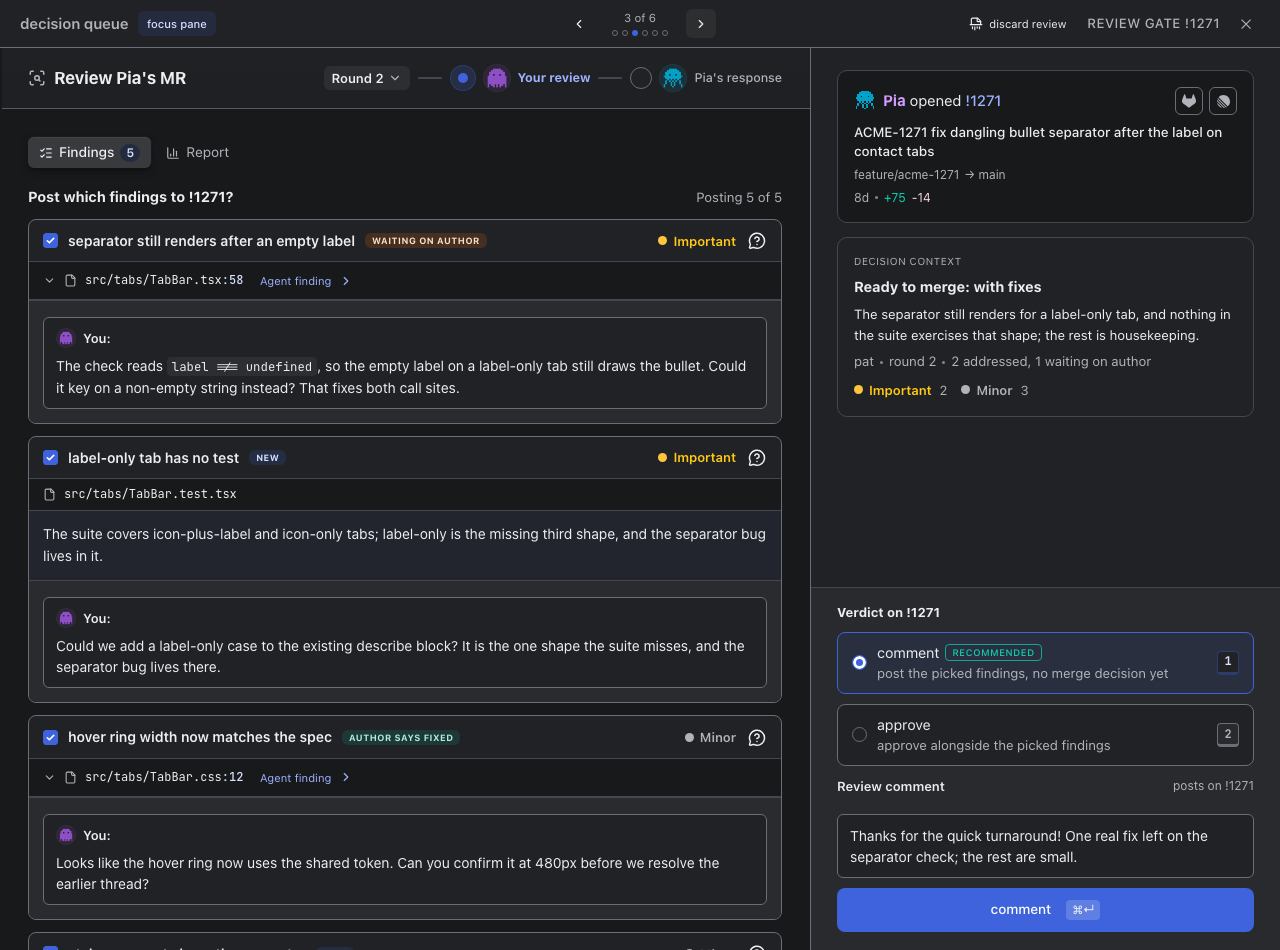 decision queue focus pane
3 of 6
discard review REVIEW GATE !1271
Review Pia's MR
Round 2 Your review Pia's response
Findings 5 Report
Post which findings to !1271? Posting 5 of 5
separator still renders after an empty label WAITING ON AUTHOR Important
src/tabs/TabBar.tsx:58 Agent finding
You:
The check reads label !== undefined, so the empty label on a label-only tab still draws the bullet. Could
it key on a non-empty string instead? That fixes both call sites.
label-only tab has no test NEW Important
src/tabs/TabBar.test.tsx
The suite covers icon-plus-label and icon-only tabs; label-only is the missing third shape, and the separator bug
lives in it.
You:
Could we add a label-only case to the existing describe block? It is the one shape the suite misses, and the
separator bug lives there.
hover ring width now matches the spec AUTHOR SAYS FIXED Minor
src/tabs/TabBar.css:12 Agent finding
You:
Looks like the hover ring now uses the shared token. Can you confirm it at 480px before we resolve the
earlier thread?
Pia opened !1271
ACME-1271 fix dangling bullet separator after the label on
contact tabs
feature/acme-1271 → main
8d • +75 -14
DECISION CONTEXT
Ready to merge: with fixes
The separator still renders for a label-only tab, and nothing in
the suite exercises that shape; the rest is housekeeping.
pat • round 2 • 2 addressed, 1 waiting on author
Important 2 Minor 3
Verdict on !1271
comment RECOMMENDED
post the picked findings, no merge decision yet
1
approve
approve alongside the picked findings
2
Review comment posts on !1271
Thanks for the quick turnaround! One real fix left on the
separator check; the rest are small.
comment ⌘↵